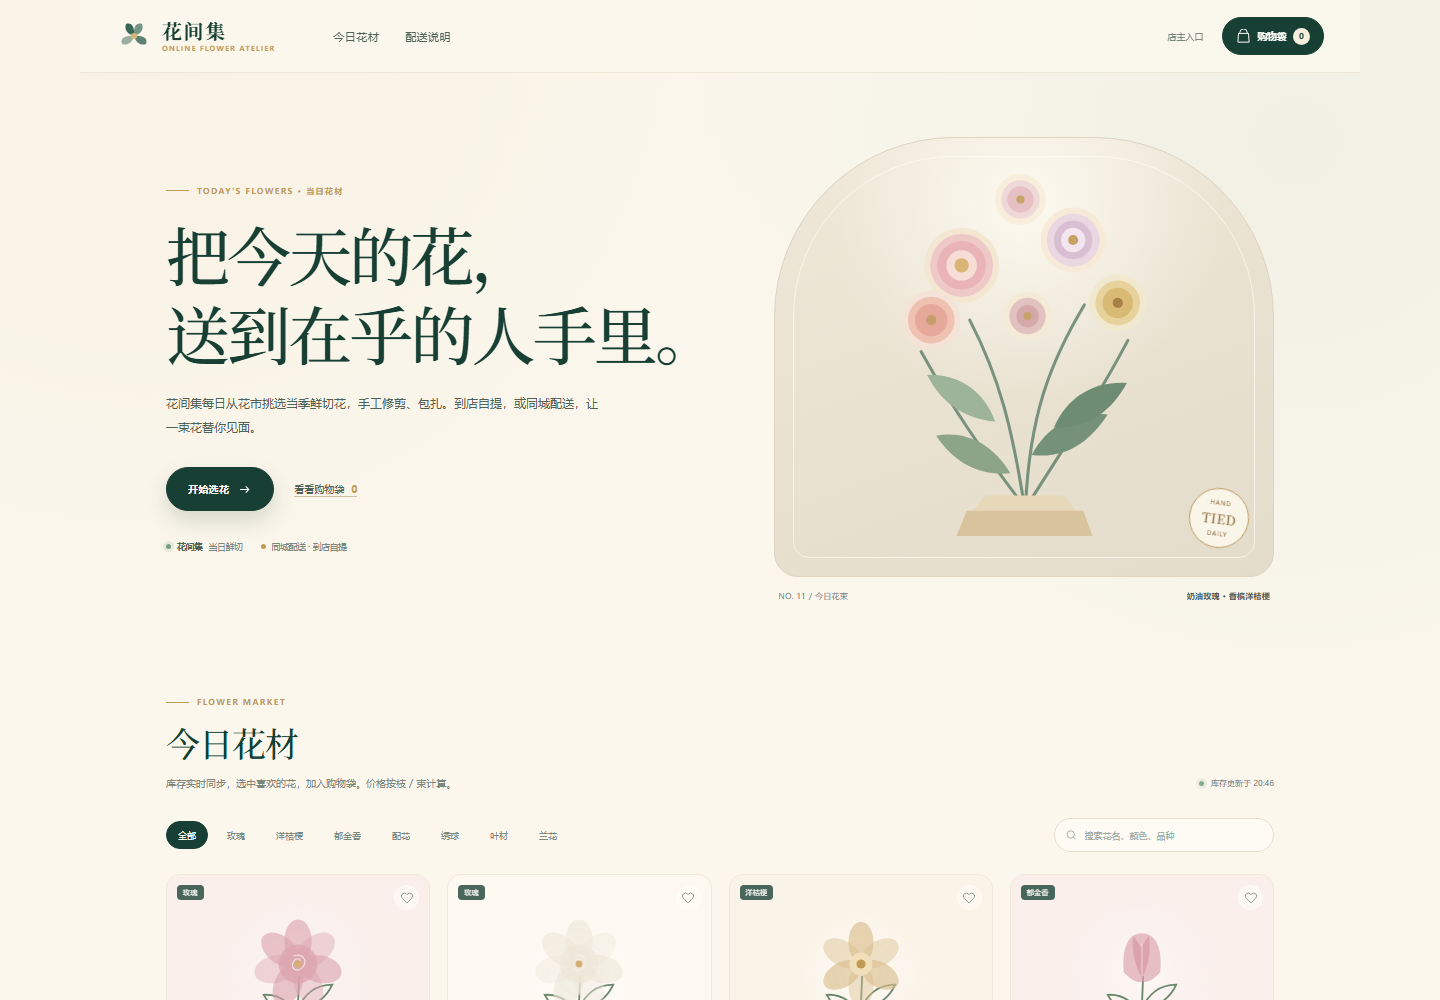 花间集
ONLINE FLOWER ATELIER
今日花材
配送说明
店主入口
购物袋 0
TODAY'S FLOWERS · 当日花材
把今天的花，
送到在乎的人手里。
花间集每日从花市挑选当季鲜切花，手工修剪、包扎。到店自提，或同城配送，让
一束花替你见面。
开始选花 →
看看购物袋 0
花间集 当日鲜切
同城配送 · 到店自提
HAND
TIED
DAILY
NO. 11 / 今日花束
奶油玫瑰 · 香槟洋桔梗
FLOWER MARKET
今日花材
库存实时同步，选中喜欢的花，加入购物袋。价格按枝 / 束计算。
库存更新于 20:46
全部
玫瑰
洋桔梗
郁金香
配花
绣球
叶材
兰花
搜索花名、颜色、品种
玫瑰
玫瑰
洋桔梗
郁金香